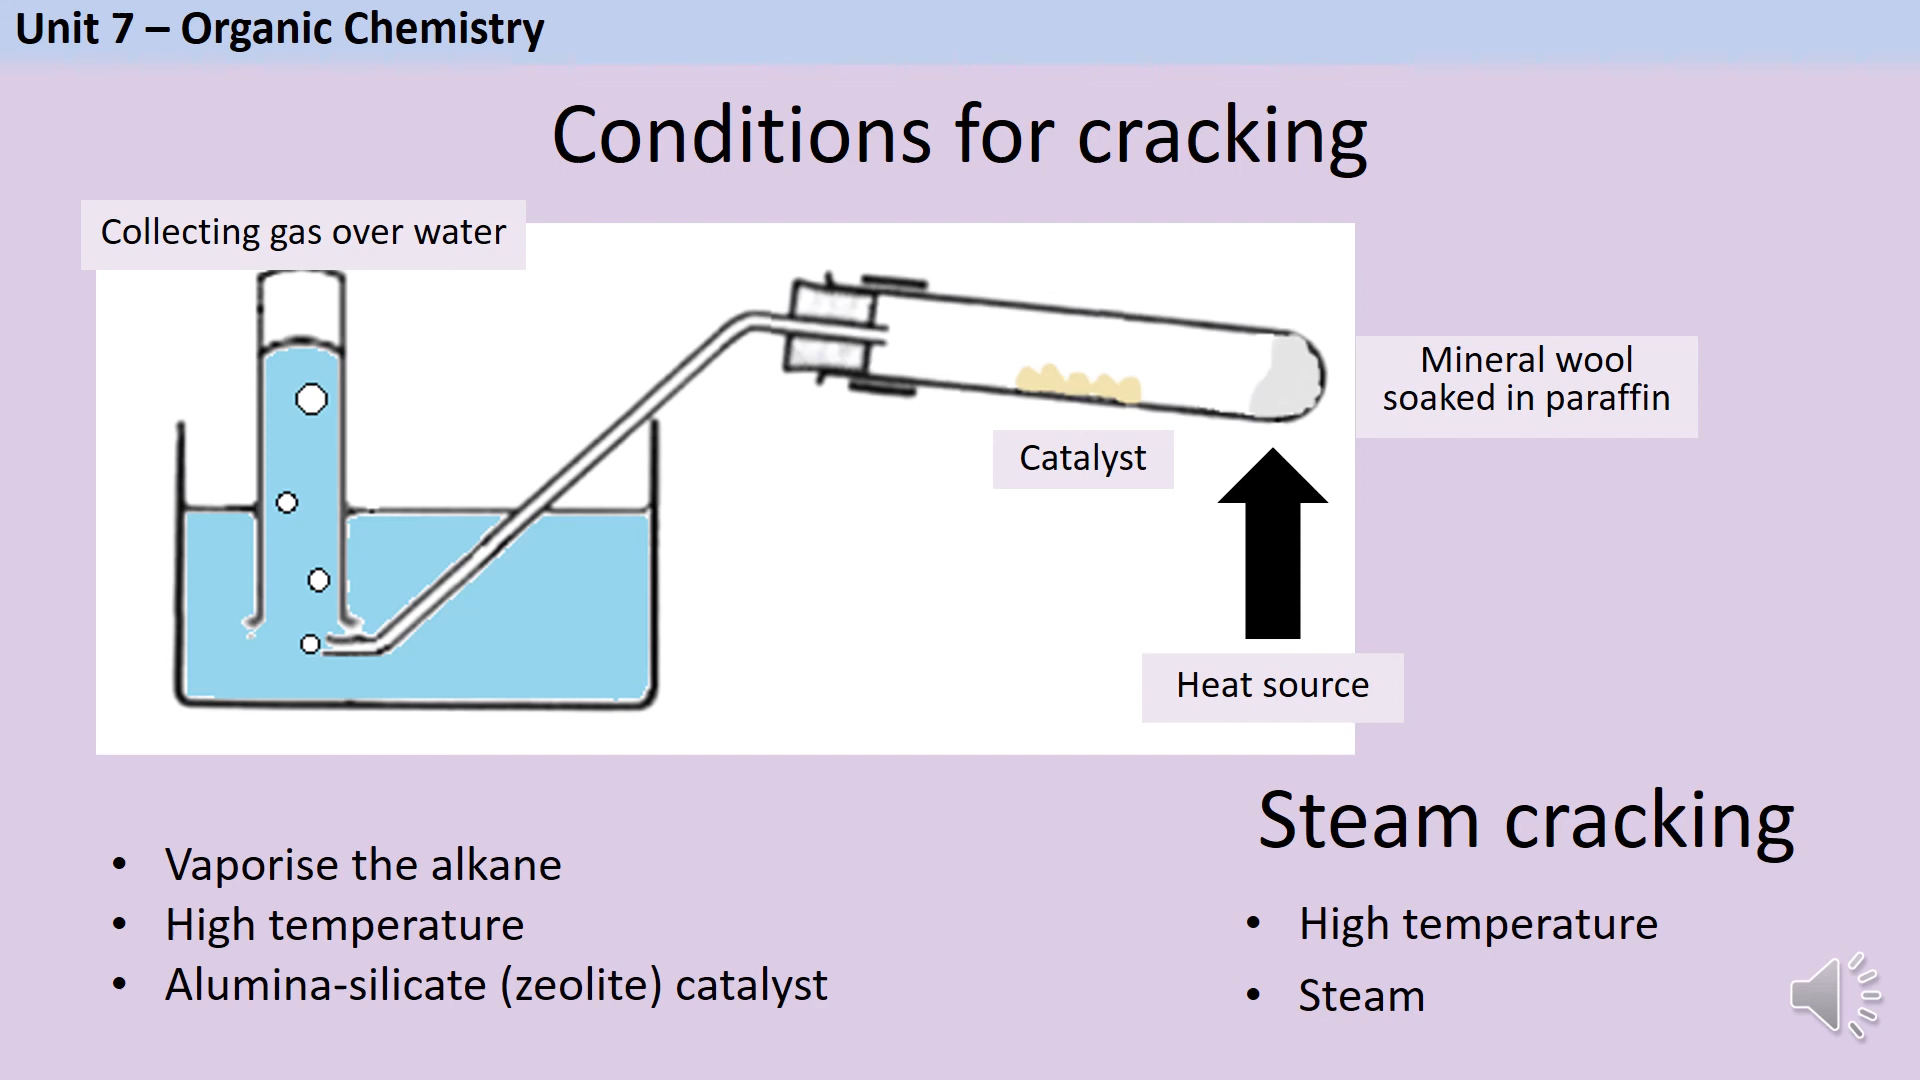 Unit 7 – Organic Chemistry
Conditions for cracking
Collecting gas over water
Mineral wool
soaked in paraffin
Catalyst
Heat source
• Vaporise the alkane
• High temperature
• Alumina-silicate (zeolite) catalyst
Steam cracking
• High temperature
• Steam